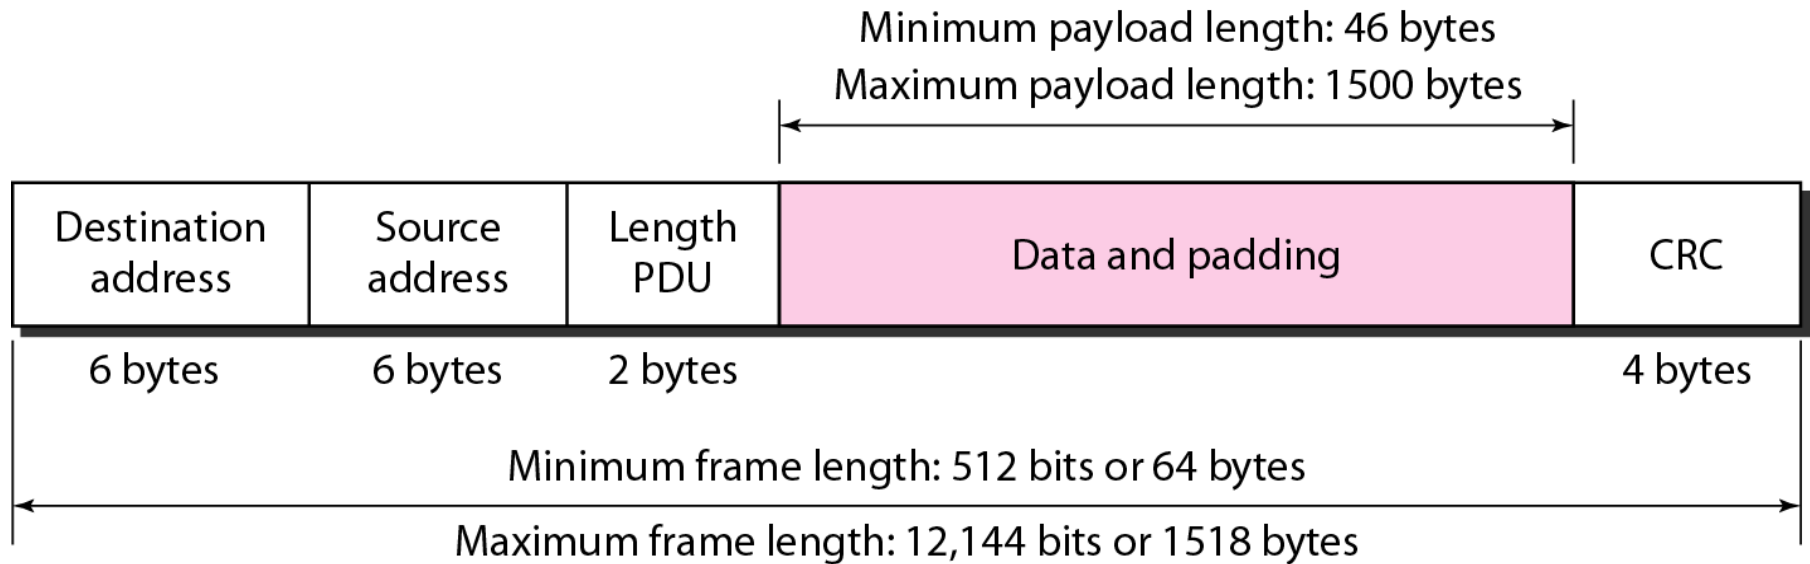 Minimum payload length: 46 bytes
Maximum payload length: 1500 bytes
Destination
address
Source
address
Length
PDU
Data and padding
CRC
6 bytes
6 bytes
2 bytes
4 bytes
Minimum frame length: 512 bits or 64 bytes
Maximum frame length: 12,144 bits or 1518 bytes